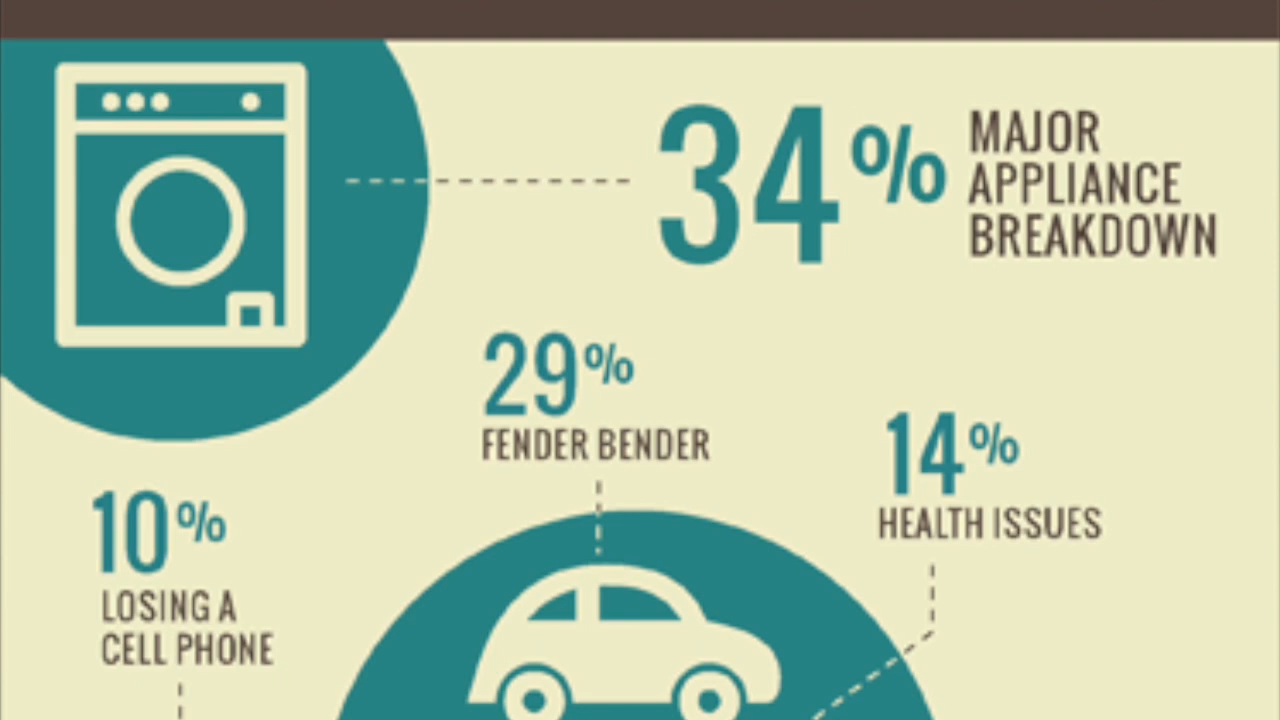 34% MAJOR
APPLIANCE
BREAKDOWN
29%
FENDER BENDER
14%
HEALTH ISSUES
10%
LOSING A
CELL PHONE